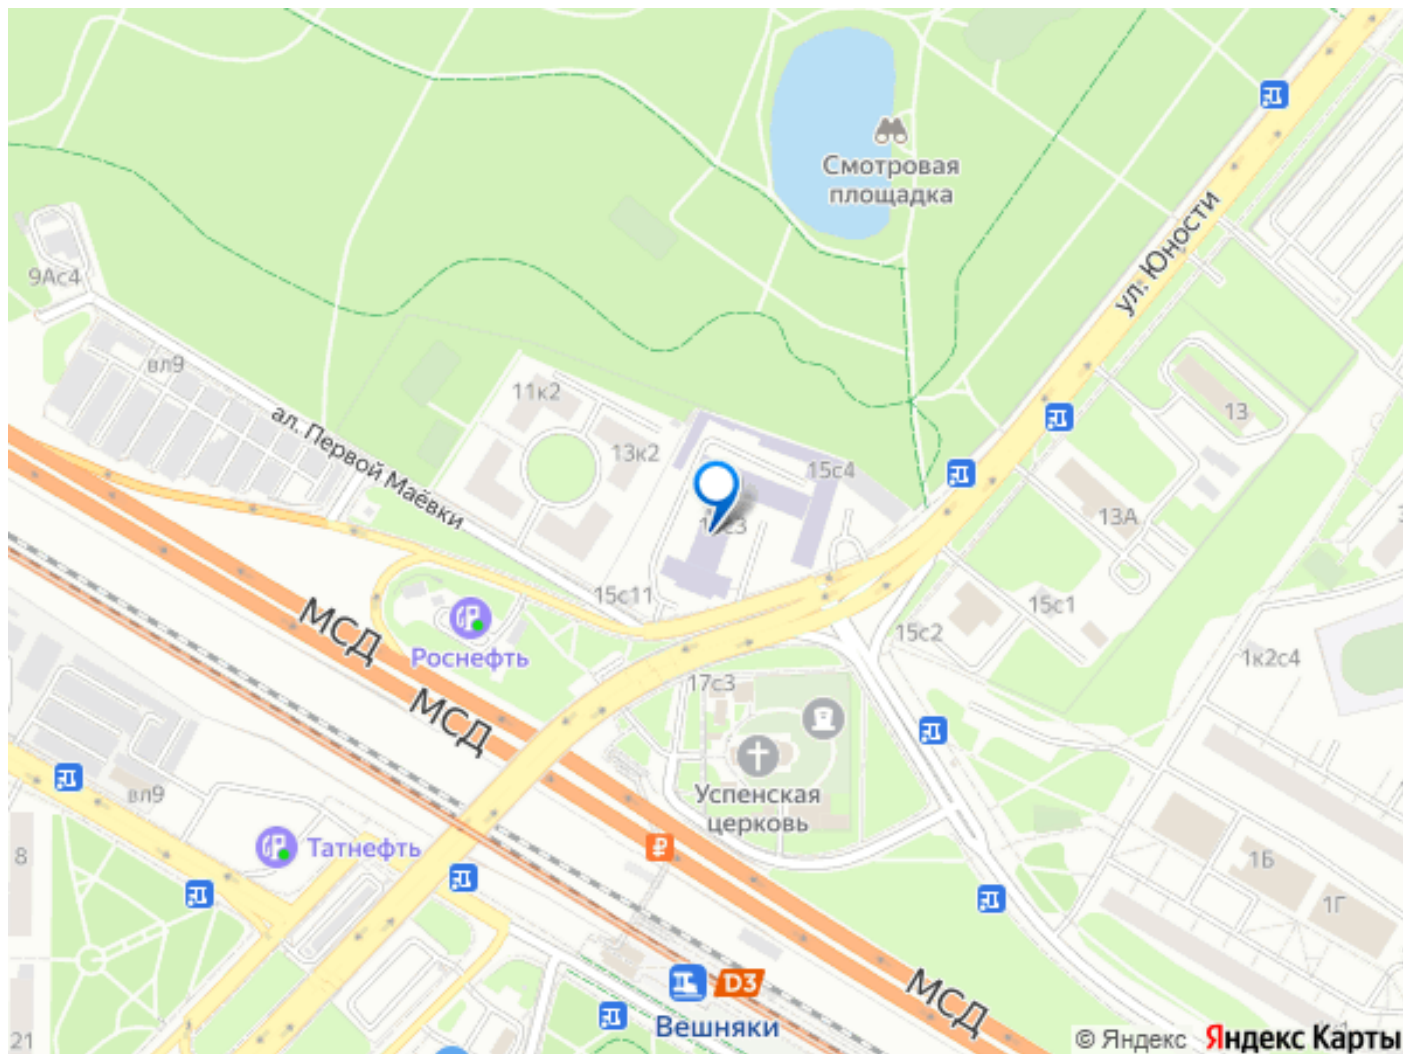 Смотровая
площадка
ул. Юности
9Ас4
вл9
11к2
13
ал. Первой Маёвки
13к2
15с4
13А
15с11
15с1
15с2
МСД
Роснефть
1к2с4
17с3
МСД
Успенская
церковь
вл9
Татнефть
8
₽
1Б
1Г
D3
МСД
Вешняки
21
© Яндекс Яндекс Карты